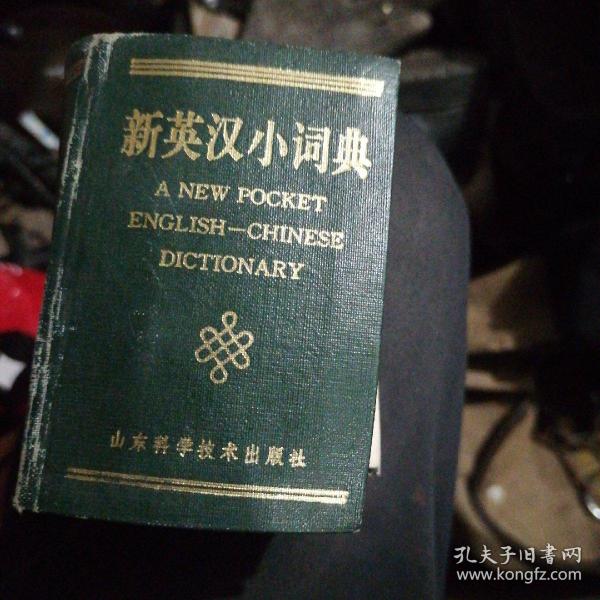 新英汉小词典
A NEW POCKET
ENGLISH—CHINESE
DICTIONARY
山东科学技术出版社
孔夫子旧書网
www.kongfz.com